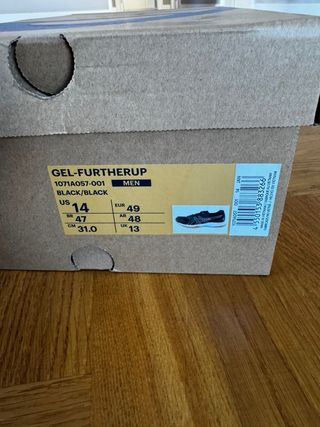 GEL-FURTHERUP
1071A057-001 MEN
BLACK/BLACK
US 14 EUR 49
BR 47 AR 48
CM 31.0 UK 13
4550153883266